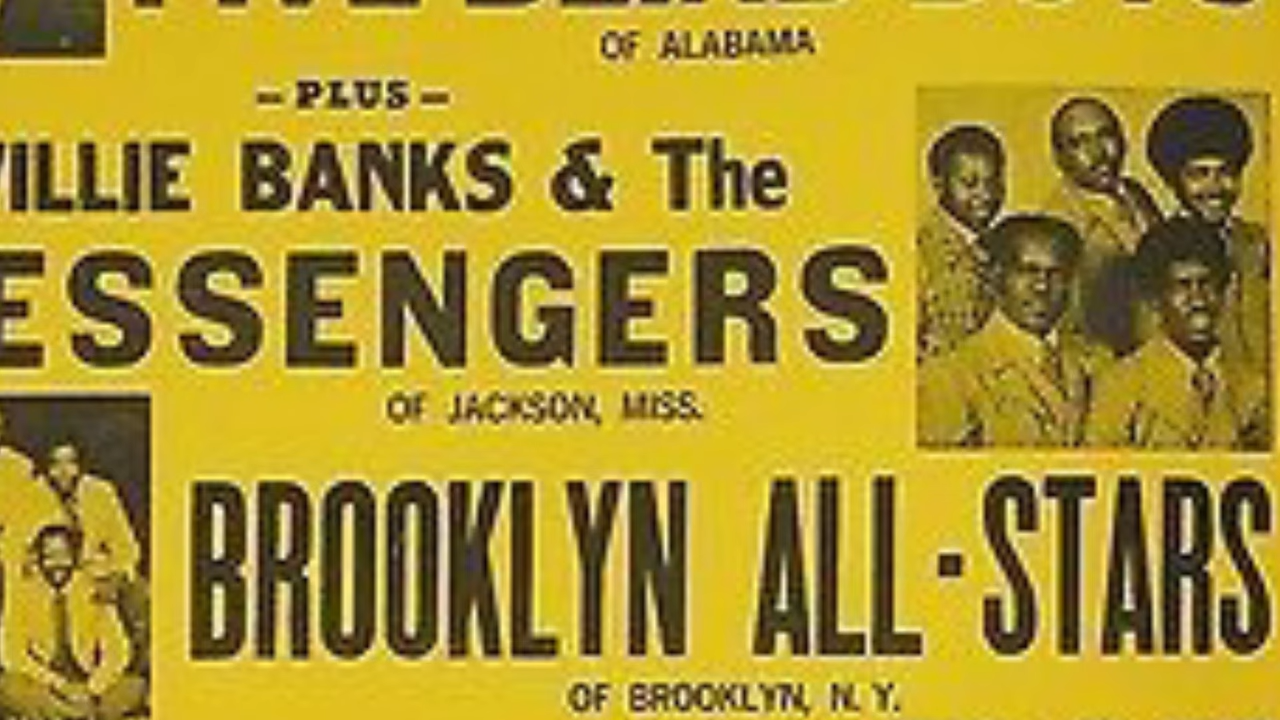 OF ALABAMA
- PLUS -
ILLIE BANKS & The
ESSENGERS
OF JACKSON, MISS.
BROOKLYN ALL-STARS
OF BROOKLYN, N. Y.